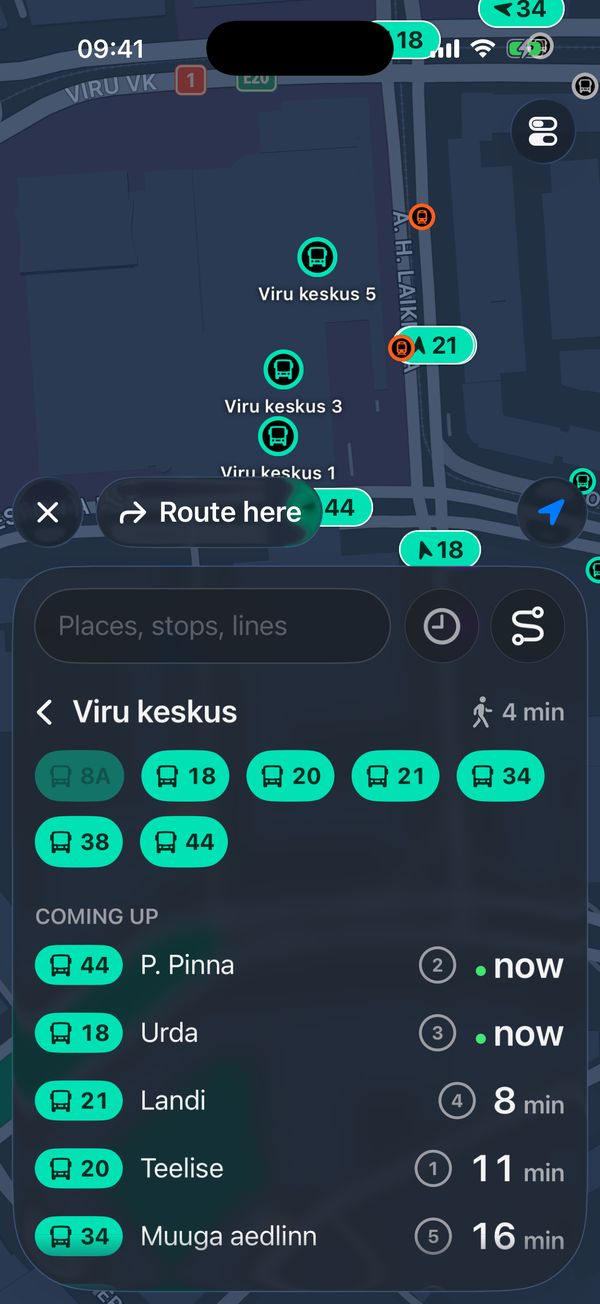 34
09:41
18
VIRU VK
1
E20
Viru keskus 5
21
Viru keskus 3
Viru keskus 1
Route here
44
18
Places, stops, lines
Viru keskus
4 min
8A
18
20
21
34
38
44
COMING UP
44 P. Pinna 2 now
18 Urda 3 now
21 Landi 4 8 min
20 Teelise 1 11 min
34 Muuga aedlinn 5 16 min